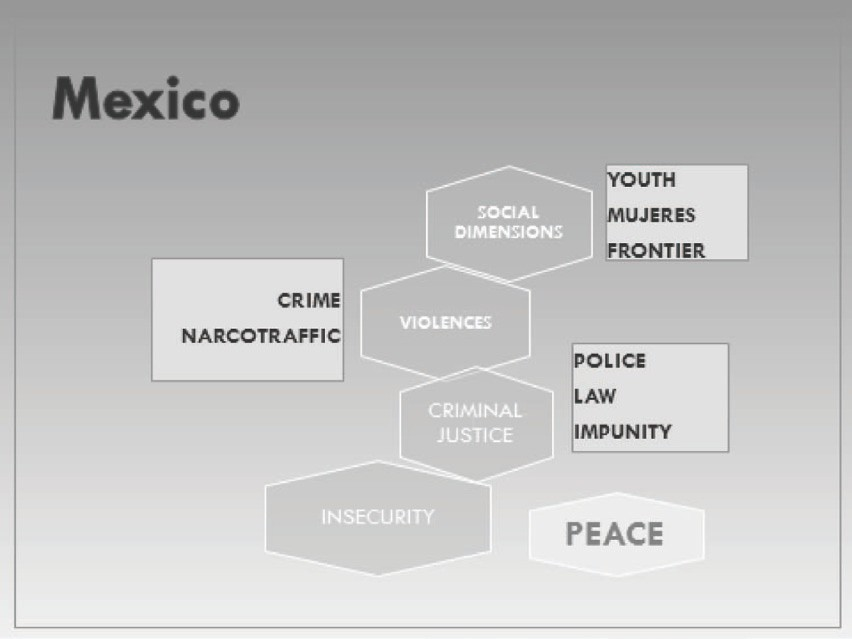 Mexico
SOCIAL
DIMENSIONS
YOUTH
MUJERES
FRONTIER
CRIME
NARCOTRAFFIC
VIOLENCES
POLICE
LAW
IMPUNITY
CRIMINAL
JUSTICE
INSECURITY
PEACE